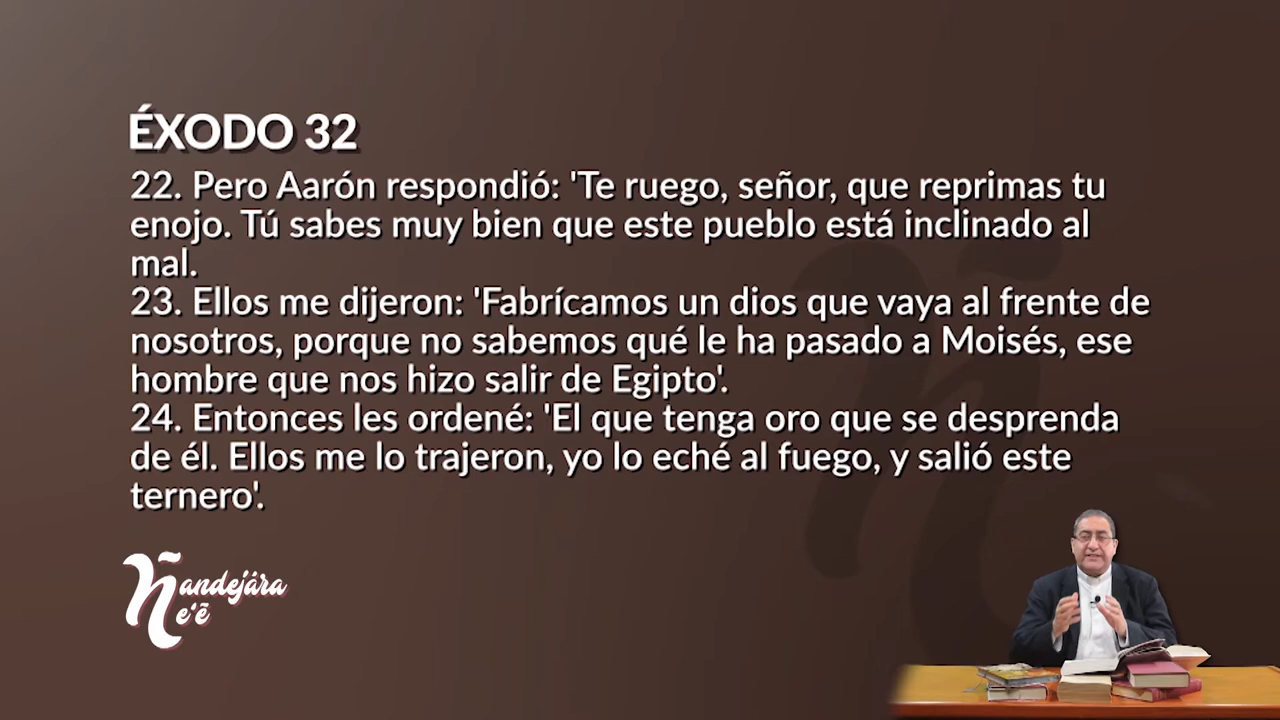 ÉXODO 32
22. Pero Aarón respondió: 'Te ruego, señor, que reprimas tu
enojo. Tú sabes muy bien que este pueblo está inclinado al
mal.
23. Ellos me dijeron: 'Fabrícamos un dios que vaya al frente de
nosotros, porque no sabemos qué le ha pasado a Moisés, ese
hombre que nos hizo salir de Egipto'.
24. Entonces les ordené: 'El que tenga oro que se desprenda
de él. Ellos me lo trajeron, yo lo eché al fuego, y salió este
ternero'.
Ñandejára
Ñe'ẽ